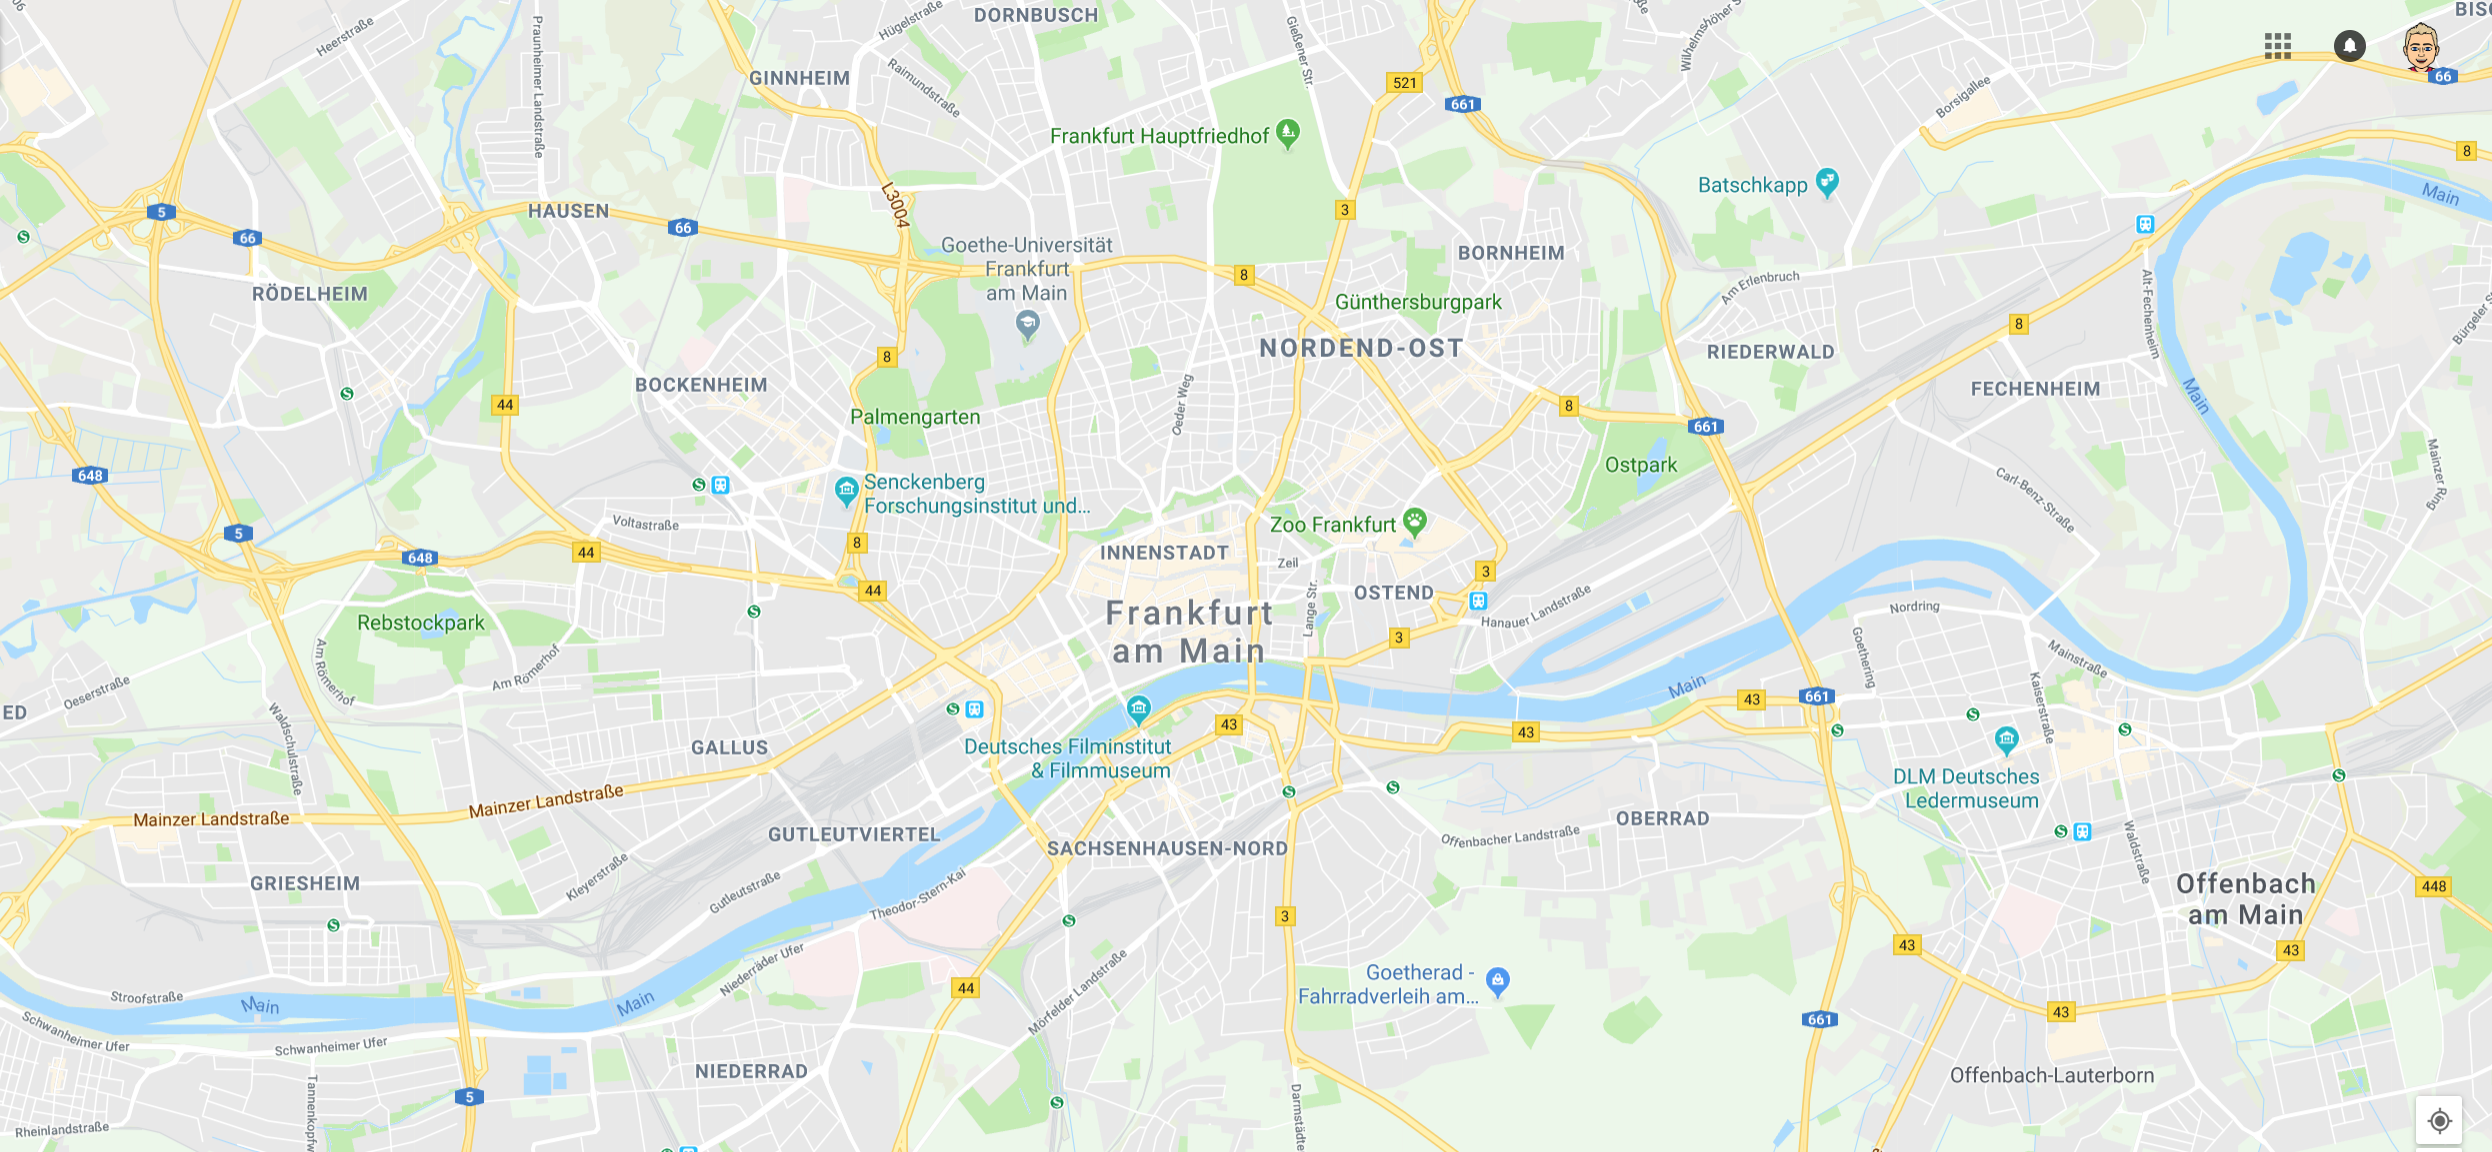 DORNBUSCH
Hügelstraße
Heerstraße
Praunheimer Landstraße
Gießener Str.
GINNHEIM
Raimundstraße
521
661
66
Borsigallee
Frankfurt Hauptfriedhof
8
Batschkapp
L3004
5
HAUSEN
3
Main
66
66
Goethe-Universität
Frankfurt
am Main
BORNHEIM
8
RÖDELHEIM
Günthersburgpark
Am Erlenbruch
Alt-Fechenheim
8
NORDEND-OST
RIEDERWALD
8
BOCKENHEIM
FECHENHEIM
Main
44
Oeder Weg
8
Palmengarten
661
648
Ostpark
Mainzer Ring
Senckenberg
Forschungsinstitut und...
Carl-Benz-Straße
Voltastraße
Zoo Frankfurt
5
8
INNENSTADT
648
44
Zeil
3
44
OSTEND
Lange Str.
Hanauer Landstraße
Nordring
Frankfurt
am Main
Rebstockpark
3
Goethering
Mainstraße
Am Römerhof
Am Römerhof
Oeserstraße
Main
Kaiserstraße
661
43
ED
Waldschulstraße
43
43
GALLUS
Deutsches Filminstitut
& Filmmuseum
DLM Deutsches
Ledermuseum
Mainzer Landstraße
Mainzer Landstraße
OBERRAD
GUTLEUTVIERTEL
Offenbacher Landstraße
SACHSENHAUSEN-NORD
Waldstraße
Kleyerstraße
GRIESHEIM
Gutleutstraße
Theodor-Stern-Kai
Offenbach
am Main
448
3
43
43
Niederräder Ufer
Goetherad -
Fahrradverleih am...
44
Mörfelder Landstraße
Stroofstraße
Main
Main
43
661
Schwanheimer Ufer
Schwanheimer Ufer
NIEDERRAD
Offenbach-Lauterborn
5
Tannenkopfw
Darmstädte
Rheinlandstraße